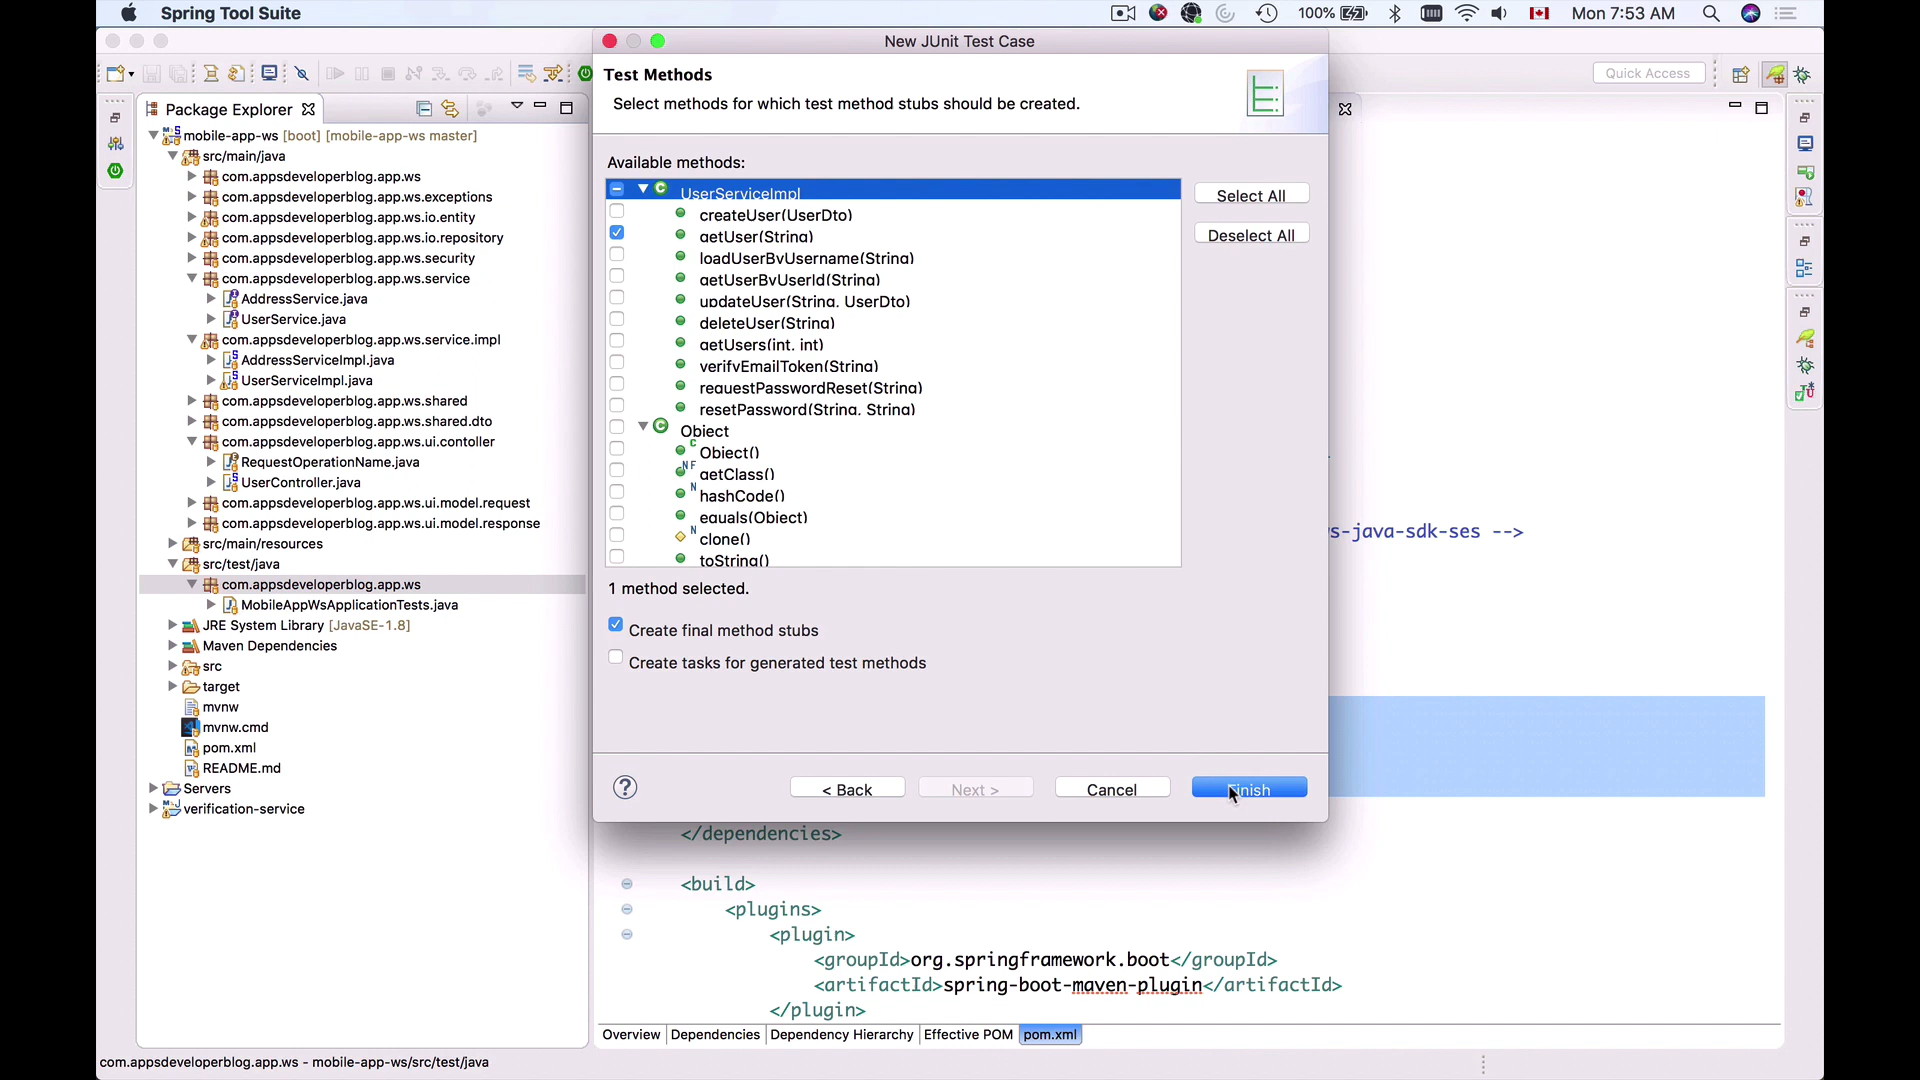 Spring Tool Suite
100%
Mon 7:53 AM
New JUnit Test Case
Quick Access
Package Explorer
mobile-app-ws [boot] [mobile-app-ws master]
src/main/java
com.appsdeveloperblog.app.ws
com.appsdeveloperblog.app.ws.exceptions
com.appsdeveloperblog.app.ws.io.entity
com.appsdeveloperblog.app.ws.io.repository
com.appsdeveloperblog.app.ws.security
com.appsdeveloperblog.app.ws.service
AddressService.java
UserService.java
com.appsdeveloperblog.app.ws.service.impl
AddressServiceImpl.java
UserServiceImpl.java
com.appsdeveloperblog.app.ws.shared
com.appsdeveloperblog.app.ws.shared.dto
com.appsdeveloperblog.app.ws.ui.contoller
RequestOperationName.java
UserController.java
com.appsdeveloperblog.app.ws.ui.model.request
com.appsdeveloperblog.app.ws.ui.model.response
src/main/resources
src/test/java
com.appsdeveloperblog.app.ws
MobileAppWsApplicationTests.java
JRE System Library [JavaSE-1.8]
Maven Dependencies
src
target
mvnw
mvnw.cmd
pom.xml
README.md
Servers
verification-service
Test Methods
Select methods for which test method stubs should be created.
Available methods:
UserServiceImpl
createUser(UserDto)
getUser(String)
loadUserByUsername(String)
getUserByUserId(String)
updateUser(String, UserDto)
deleteUser(String)
getUsers(int, int)
verifyEmailToken(String)
requestPasswordReset(String)
resetPassword(String, String)
Object
Object()
getClass()
hashCode()
equals(Object)
clone()
toString()
Select All
Deselect All
1 method selected.
Create final method stubs
Create tasks for generated test methods
?
< Back
Next >
Cancel
Finish
s-java-sdk-ses -->
</dependencies>
<build>
<plugins>
<plugin>
<groupId>org.springframework.boot</groupId>
<artifactId>spring-boot-maven-plugin</artifactId>
</plugin>
Overview
Dependencies
Dependency Hierarchy
Effective POM
pom.xml
com.appsdeveloperblog.app.ws - mobile-app-ws/src/test/java